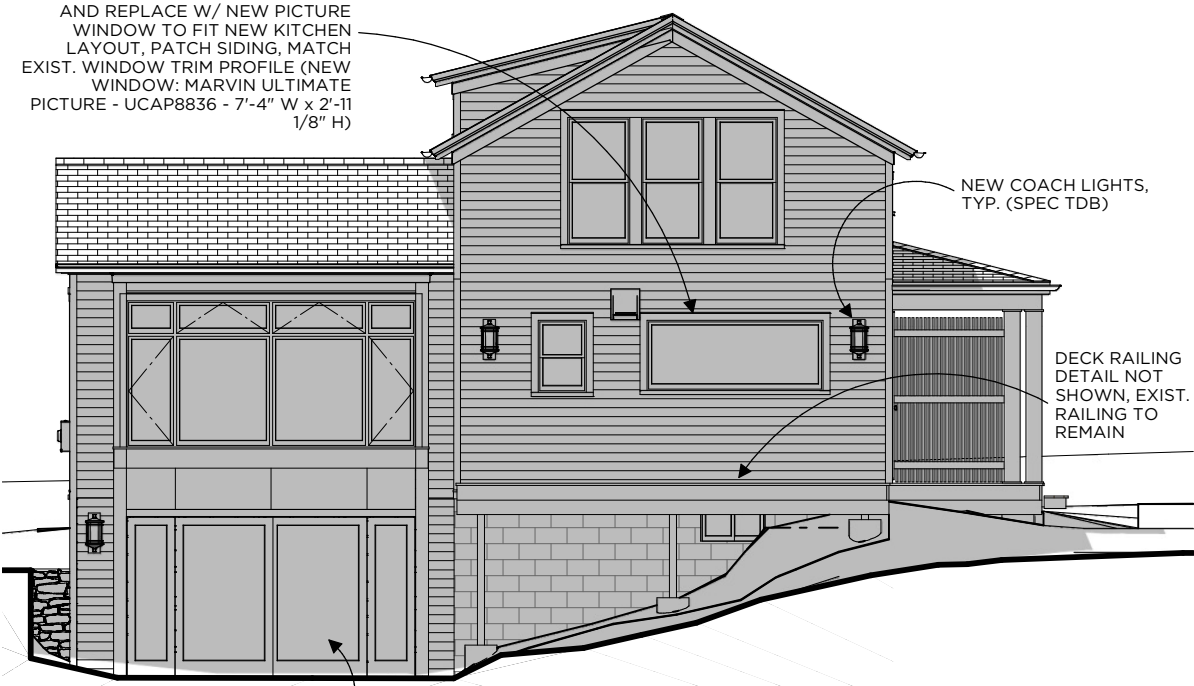 AND REPLACE W/ NEW PICTURE
WINDOW TO FIT NEW KITCHEN
LAYOUT, PATCH SIDING, MATCH
EXIST. WINDOW TRIM PROFILE (NEW
WINDOW: MARVIN ULTIMATE
PICTURE - UCAP8836 - 7'-4" W x 2'-11
1/8" H)
NEW COACH LIGHTS,
TYP. (SPEC TDB)
DECK RAILING
DETAIL NOT
SHOWN, EXIST.
RAILING TO
REMAIN